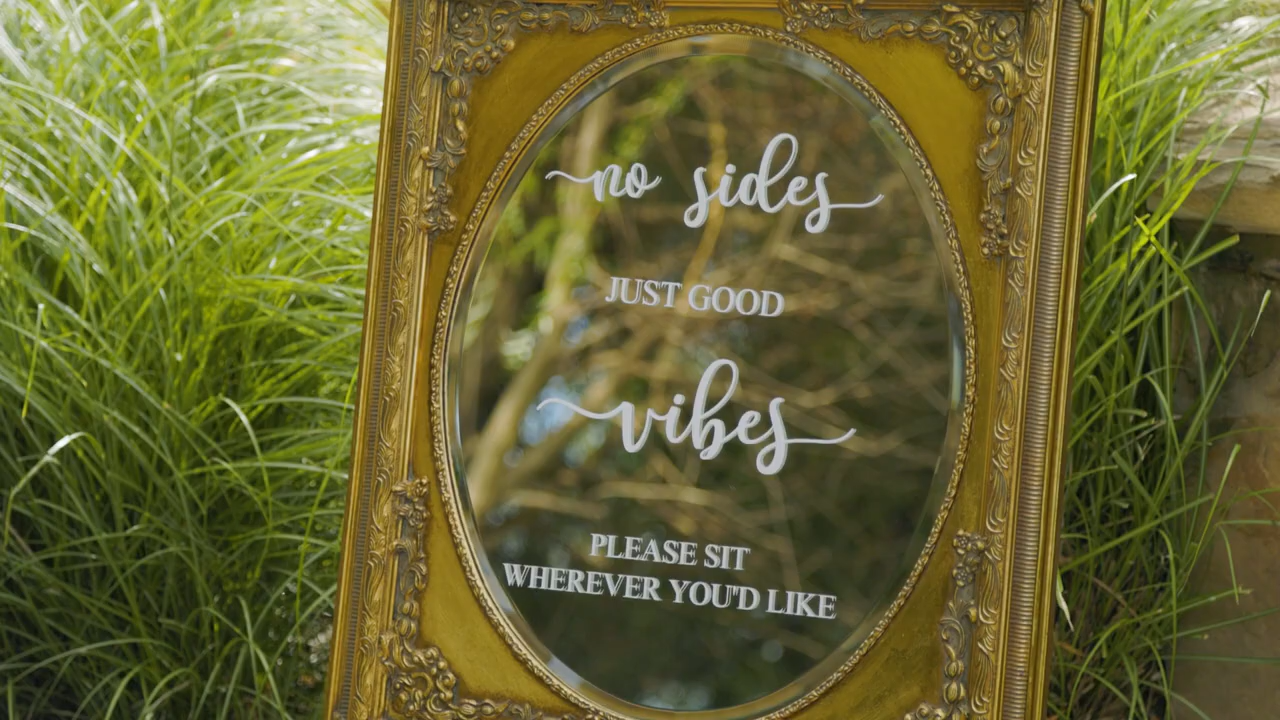 no sides
JUST GOOD
vibes
PLEASE SIT
WHEREVER YOU'D LIKE